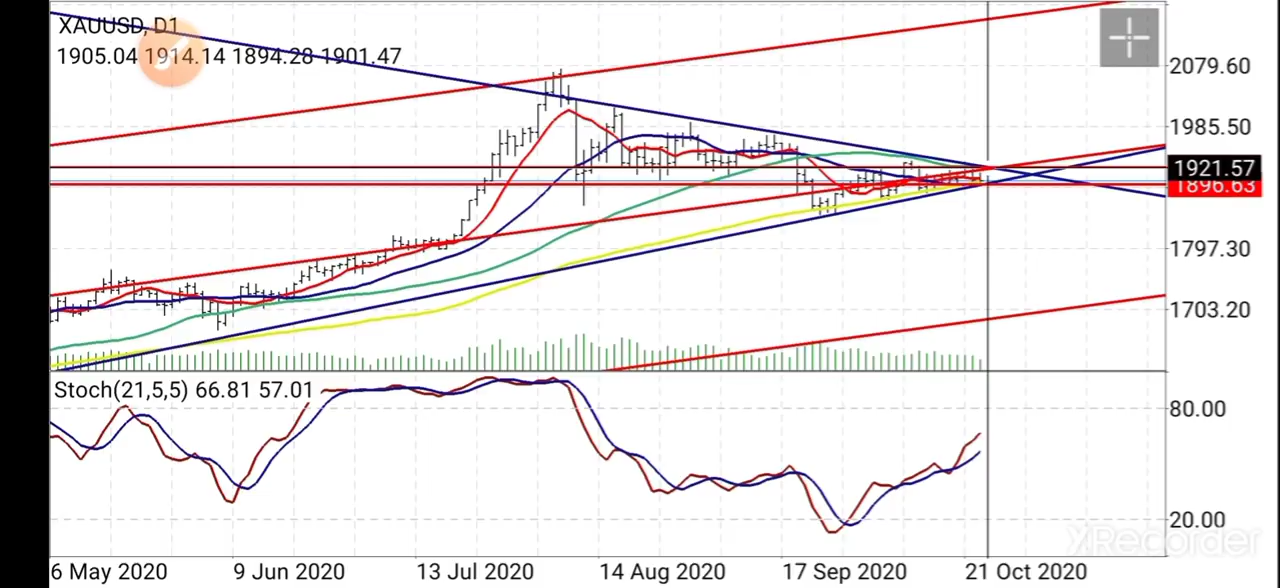 XAUUSD, D1
1905.04 1914.14 1894.28 1901.47
2079.60
1985.50
1921.57
1896.63
1797.30
1703.20
Stoch(21,5,5) 66.81 57.01
80.00
20.00
XRecorder
6 May 2020 9 Jun 2020 13 Jul 2020 14 Aug 2020 17 Sep 2020 21 Oct 2020